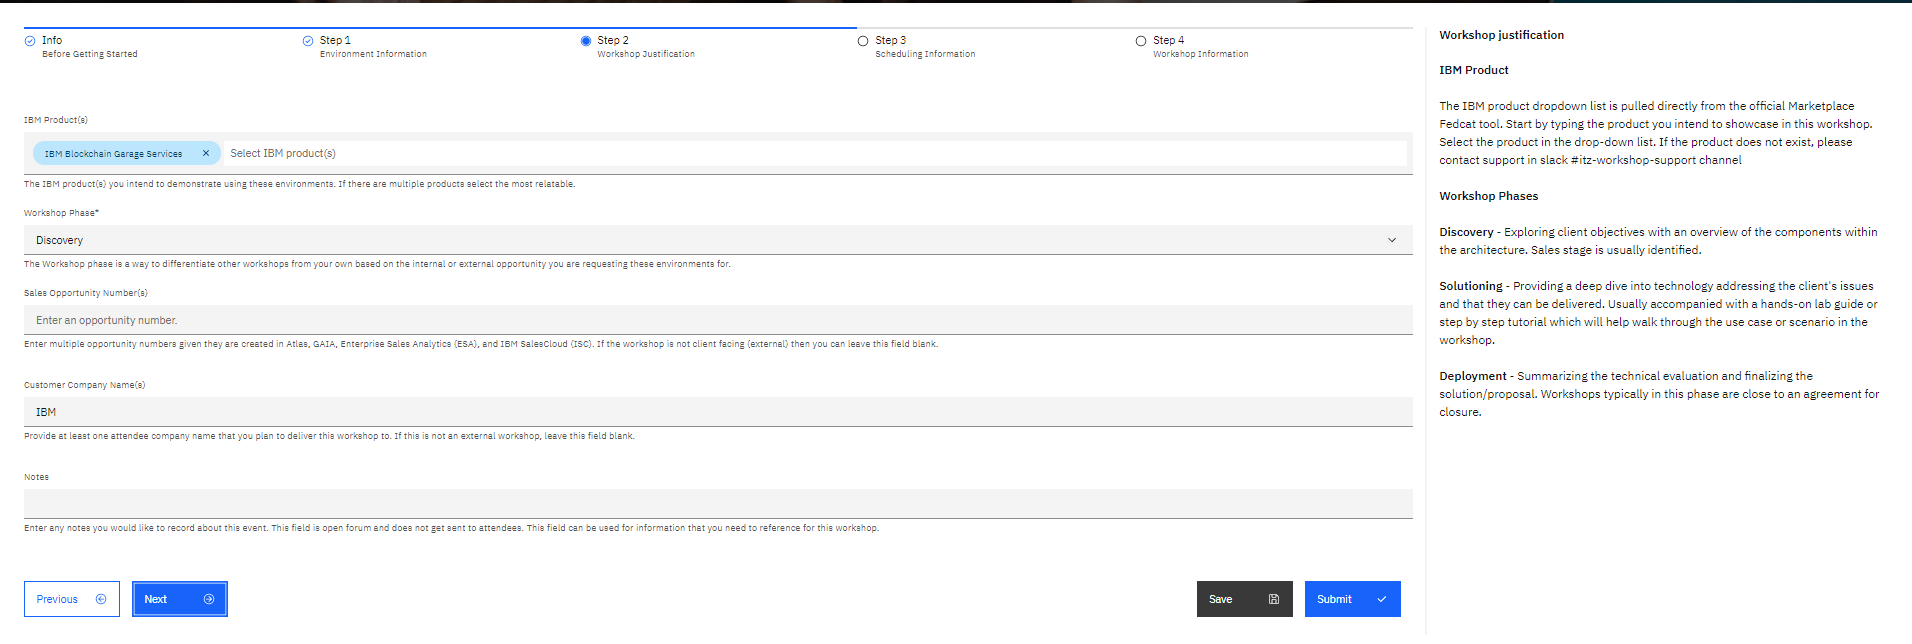 Info
Before Getting Started
Step 1
Environment Information
Step 2
Workshop Justification
Step 3
Scheduling Information
Step 4
Workshop Information
IBM Product(s)
IBM Blockchain Garage Services × Select IBM product(s)
The IBM product(s) you intend to demonstrate using these environments. If there are multiple products select the most relatable.
Workshop Phase*
Discovery
The Workshop phase is a way to differentiate other workshops from your own based on the internal or external opportunity you are requesting these environments for.
Sales Opportunity Number(s)
Enter an opportunity number.
Enter multiple opportunity numbers given they are created in Atlas, GAIA, Enterprise Sales Analytics (ESA), and IBM SalesCloud (ISC). If the workshop is not client facing (external) then you can leave this field blank.
Customer Company Name(s)
IBM
Provide at least one attendee company name that you plan to deliver this workshop to. If this is not an external workshop, leave this field blank.
Notes
Enter any notes you would like to record about this event. This field is open forum and does not get sent to attendees. This field can be used for information that you need to reference for this workshop.
Previous
Next
Save
Submit
Workshop justification
IBM Product
The IBM product dropdown list is pulled directly from the official Marketplace
Fedcat tool. Start by typing the product you intend to showcase in this workshop.
Select the product in the drop-down list. If the product does not exist, please
contact support in slack #itz-workshop-support channel
Workshop Phases
Discovery - Exploring client objectives with an overview of the components within
the architecture. Sales stage is usually identified.
Solutioning - Providing a deep dive into technology addressing the client's issues
and that they can be delivered. Usually accompanied with a hands-on lab guide or
step by step tutorial which will help walk through the use case or scenario in the
workshop.
Deployment - Summarizing the technical evaluation and finalizing the
solution/proposal. Workshops typically in this phase are close to an agreement for
closure.